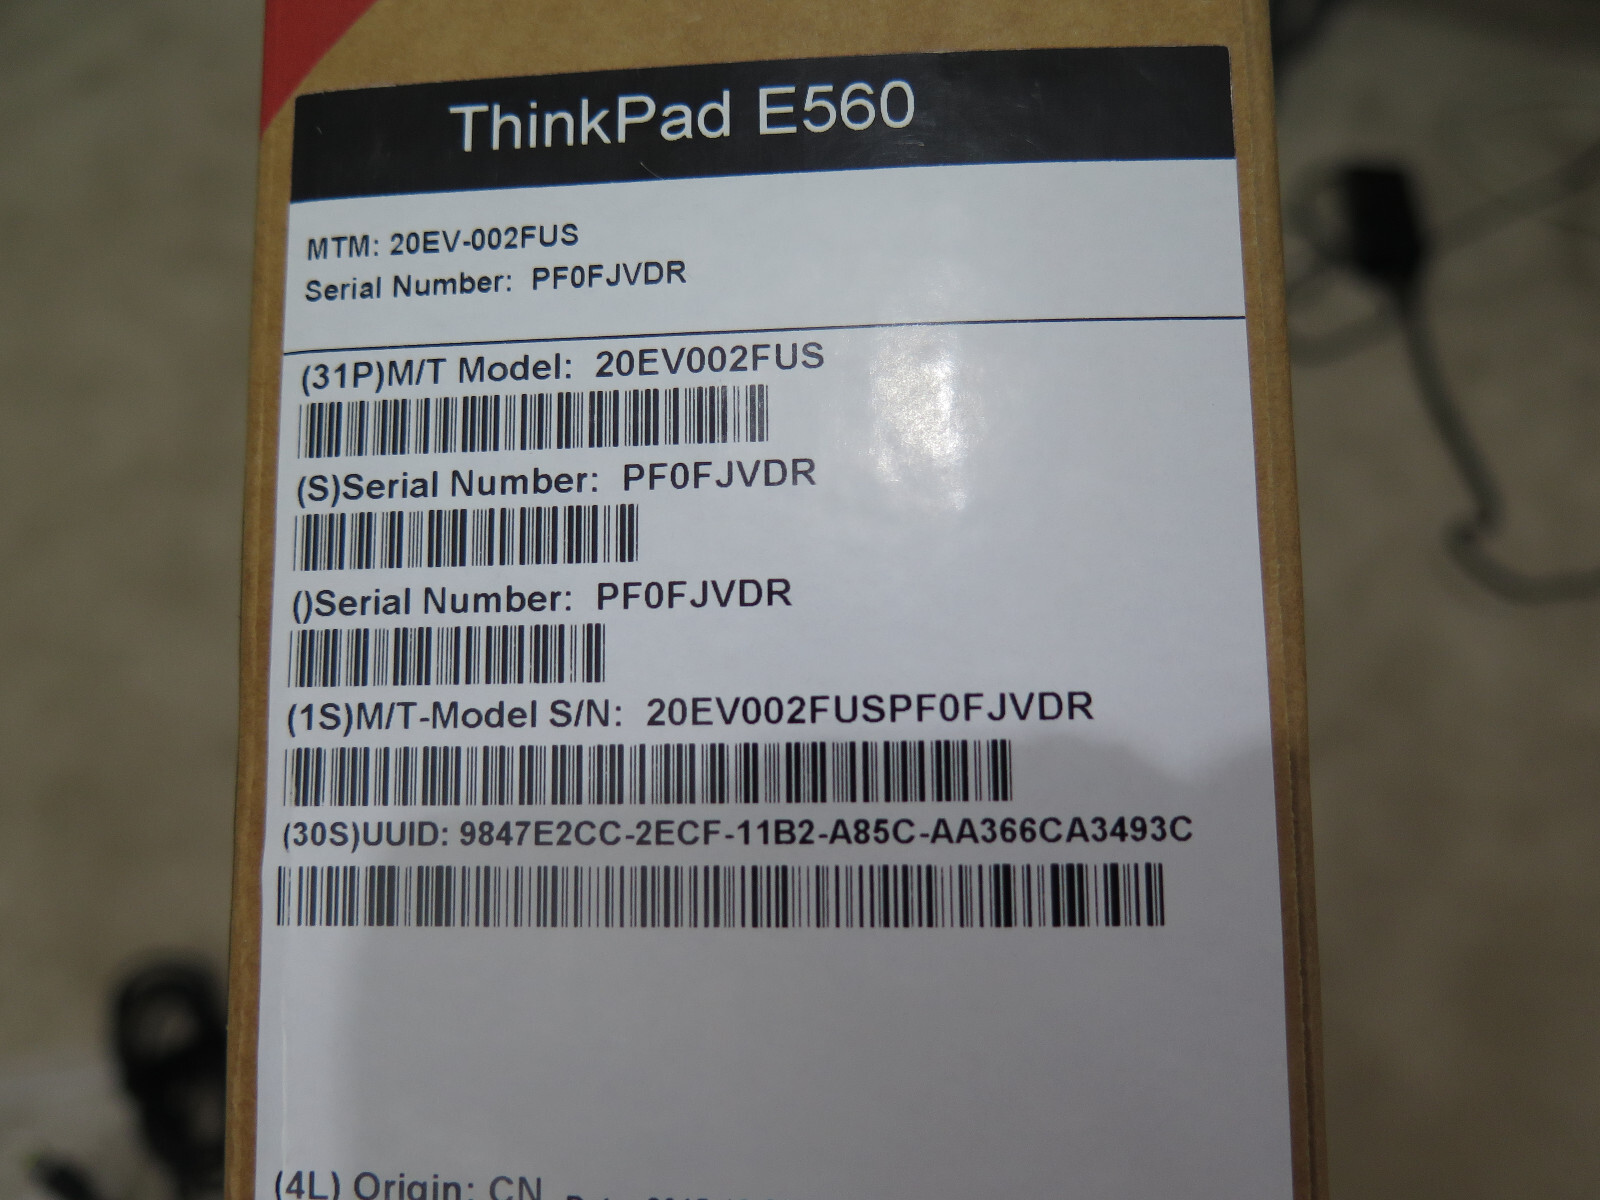 ThinkPad E560
MTM: 20EV-002FUS
Serial Number: PF0FJVDR
(31P)M/T Model: 20EV002FUS
(S)Serial Number: PF0FJVDR
()Serial Number: PF0FJVDR
(1S)M/T-Model S/N: 20EV002FUSPF0FJVDR
(30S)UUID: 9847E2CC-2ECF-11B2-A85C-AA366CA3493C
(4L) Origin: CN